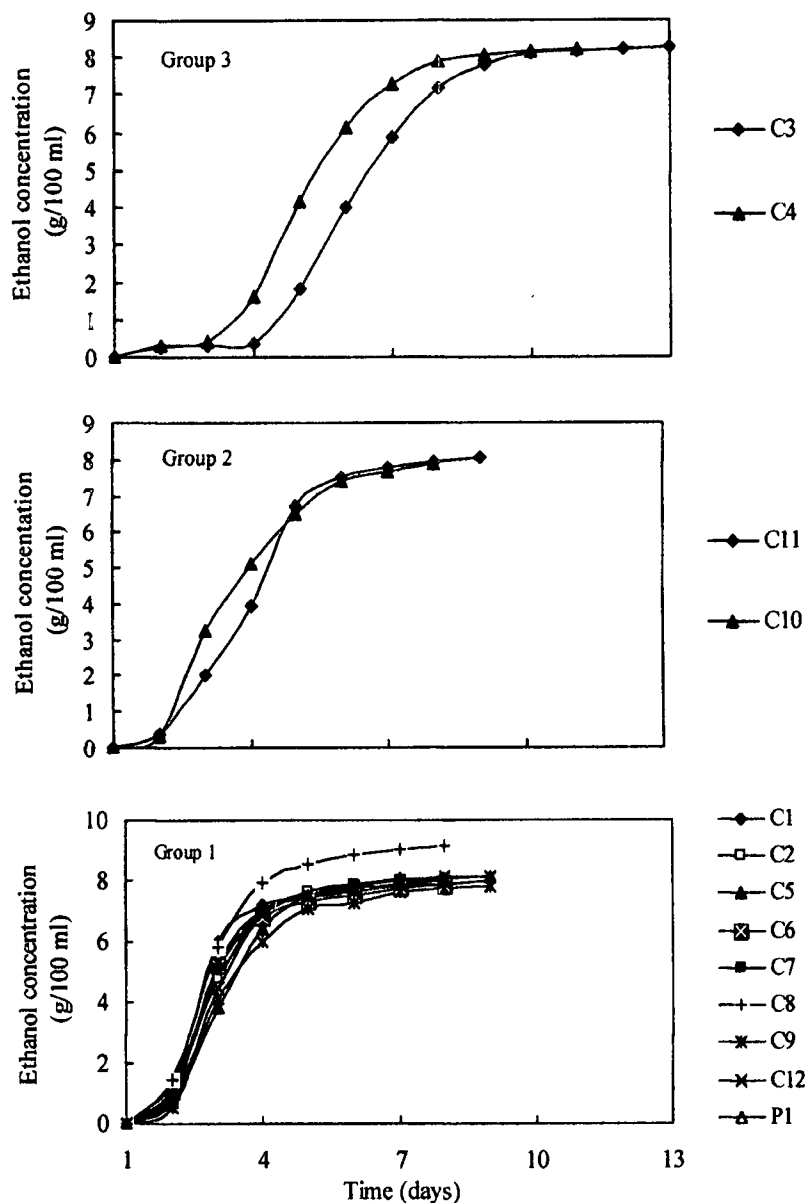 Group 3
Ethanol concentration
(g/100 ml)
9
8
7
6
5
4
3
2
1
0
C3
C4
Group 2
Ethanol concentation
(g/100 ml)
9
8
7
6
5
4
3
2
1
0
C11
C10
Group 1
Ethanol concentration
(g/100 ml)
10
8
6
4
2
0
1 4 7 10 13
Time (days)
C1
C2
C5
C6
C7
C8
C9
C12
P1